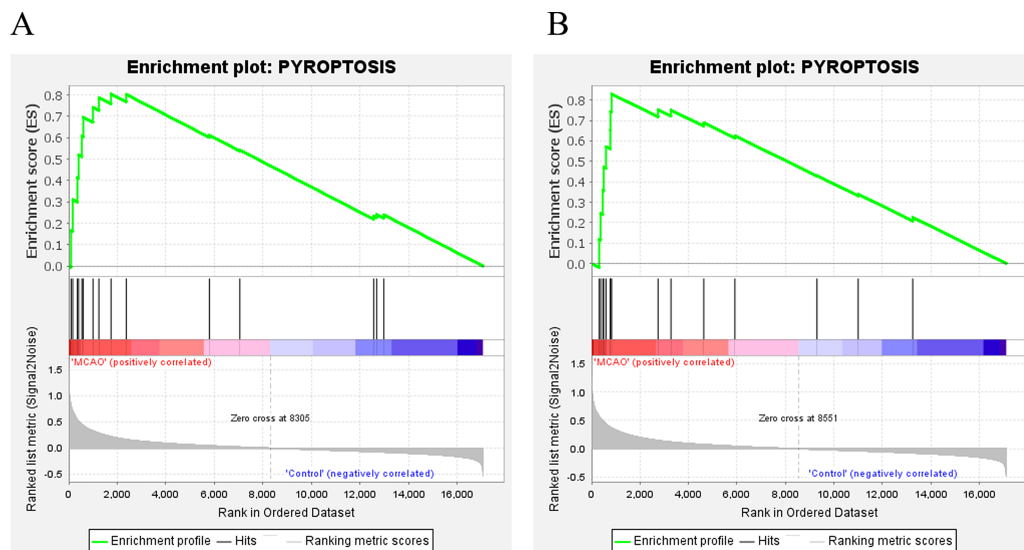 A
Enrichment plot: PYROPTOSIS
Enrichment score (ES)
0.8
0.7
0.6
0.5
0.4
0.3
0.2
0.1
0.0
'MCAO' (positively correlated)
Ranked list metric (Signal2Noise)
1.5
1.0
0.5
0.0
-0.5
Zero cross at 8305
'Control' (negatively correlated)
0 2,000 4,000 6,000 8,000 10,000 12,000 14,000 16,000
Rank in Ordered Dataset
Enrichment profile Hits Ranking metric scores
B
Enrichment plot: PYROPTOSIS
Enrichment score (ES)
0.8
0.7
0.6
0.5
0.4
0.3
0.2
0.1
0.0
'MCAO' (positively correlated)
Ranked list metric (Signal2Noise)
1.5
1.0
0.5
0.0
-0.5
Zero cross at 8551
'Control' (negatively correlated)
0 2,000 4,000 6,000 8,000 10,000 12,000 14,000 16,000
Rank in Ordered Dataset
Enrichment profile Hits Ranking metric scores